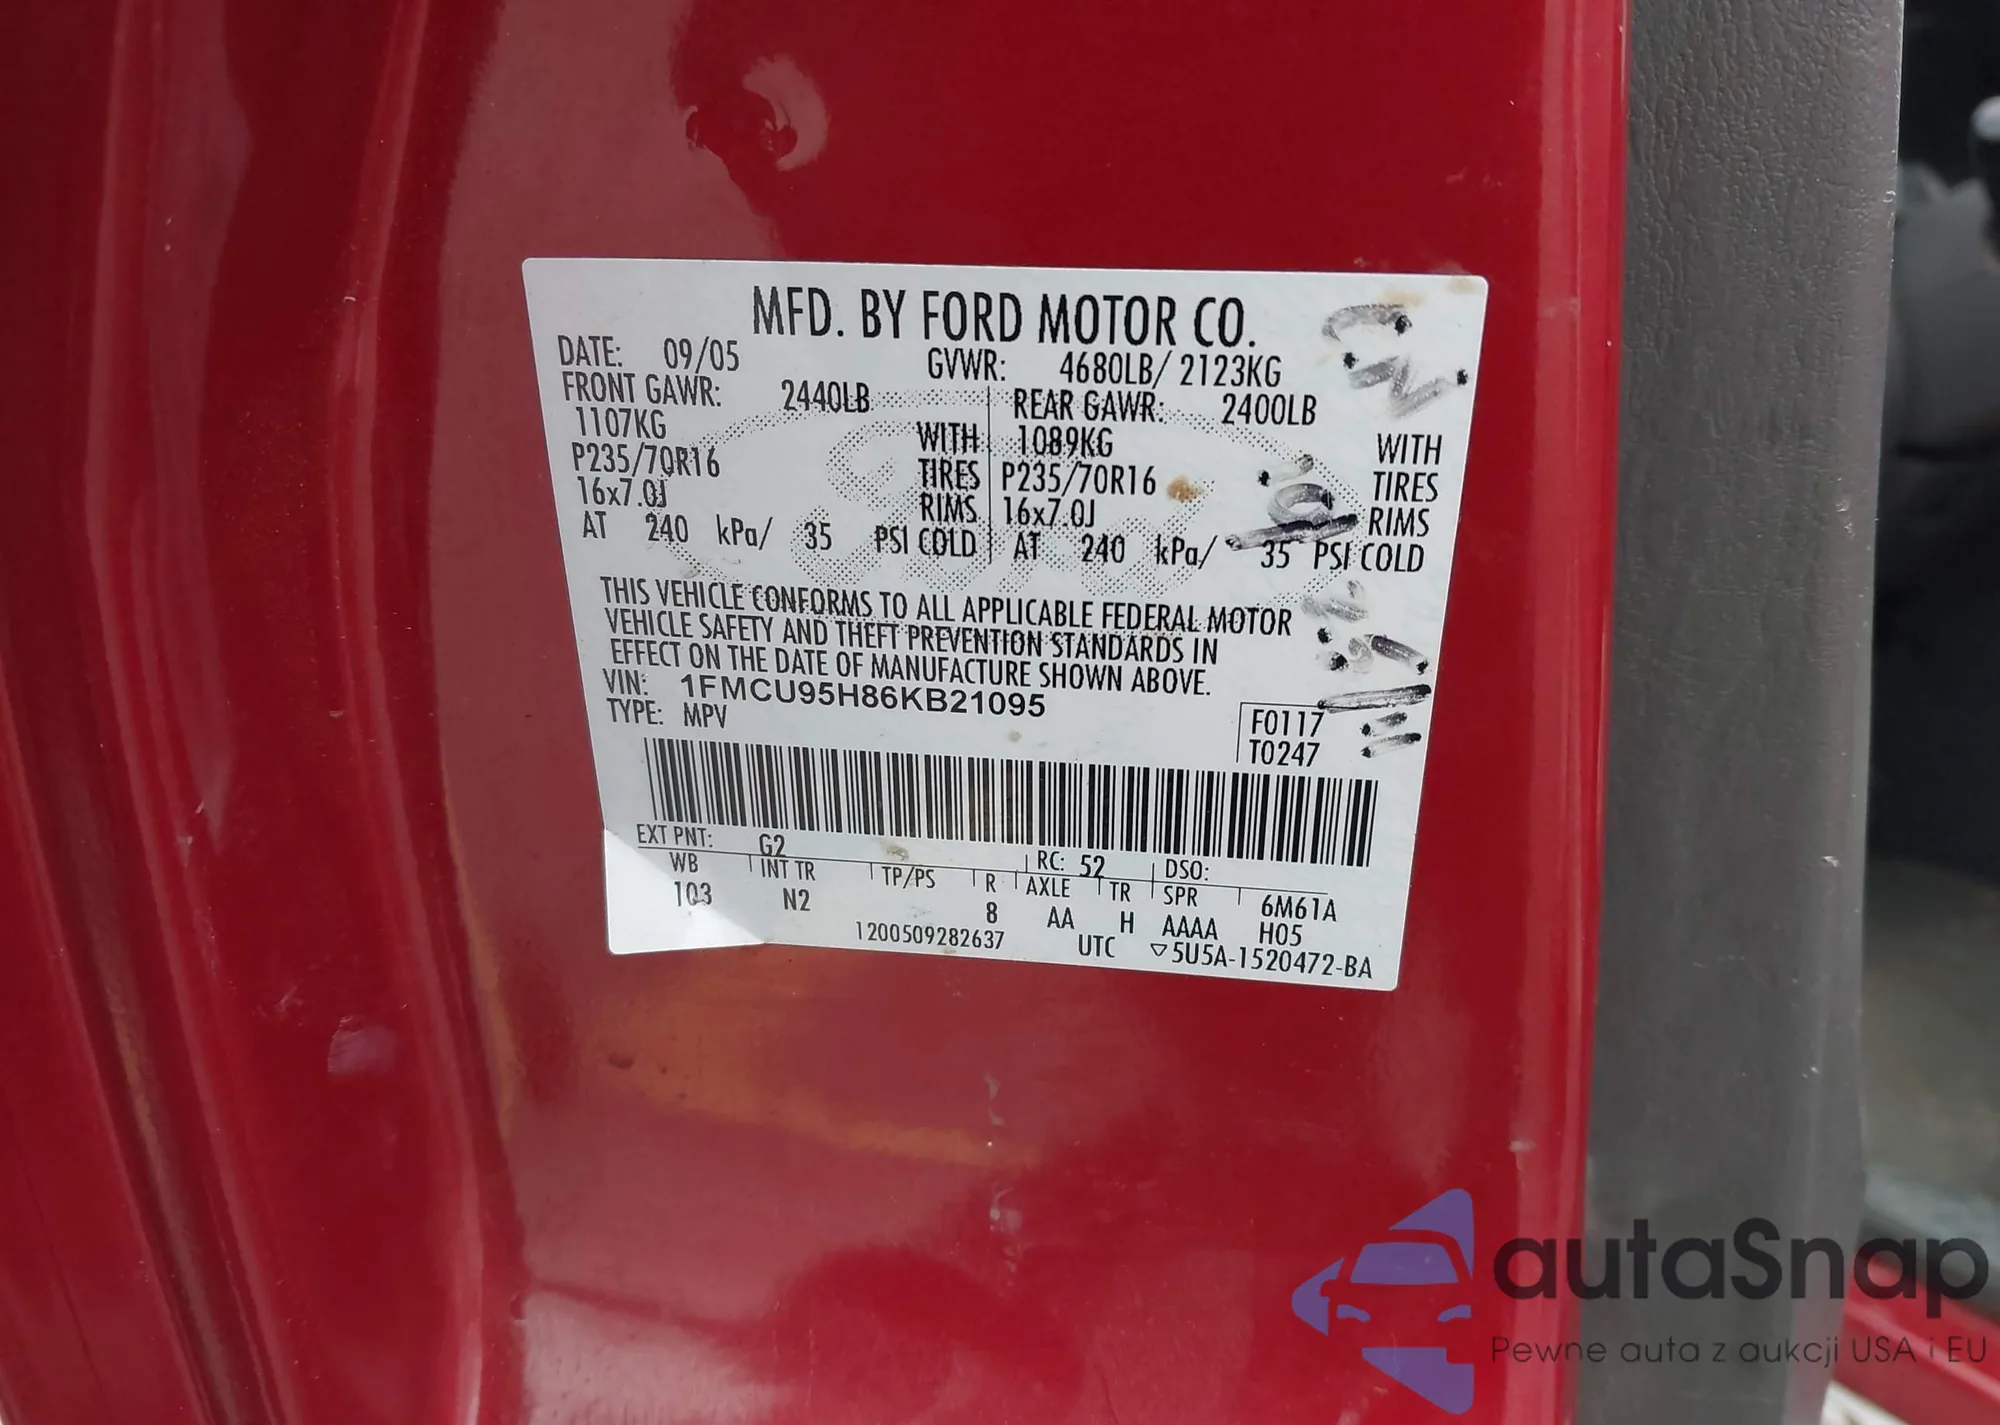 MFD. BY FORD MOTOR CO.
DATE: 09/05 GVWR: 4680LB/ 2123KG
FRONT GAWR: 2440LB REAR GAWR: 2400LB
1107KG WITH 1089KG WITH
P235/70R16 TIRES P235/70R16 TIRES
16x7.0J RIMS 16x7.0J RIMS
AT 240 kPa/ 35 PSI COLD AT 240 kPa/ 35 PSI COLD
THIS VEHICLE CONFORMS TO ALL APPLICABLE FEDERAL MOTOR
VEHICLE SAFETY AND THEFT PREVENTION STANDARDS IN
EFFECT ON THE DATE OF MANUFACTURE SHOWN ABOVE.
VIN: 1FMCU95H86KB21095
TYPE: MPV
F0117
T0247
EXT PNT: G2 RC: 52 DSO:
WB INT TR TP/PS R AXLE TR SPR 6M61A
103 N2 8 AA H AAAA H05
1200509282637 UTC ▽5U5A-1520472-BA
autaSnap
Pewne auta z aukcji USA i EU